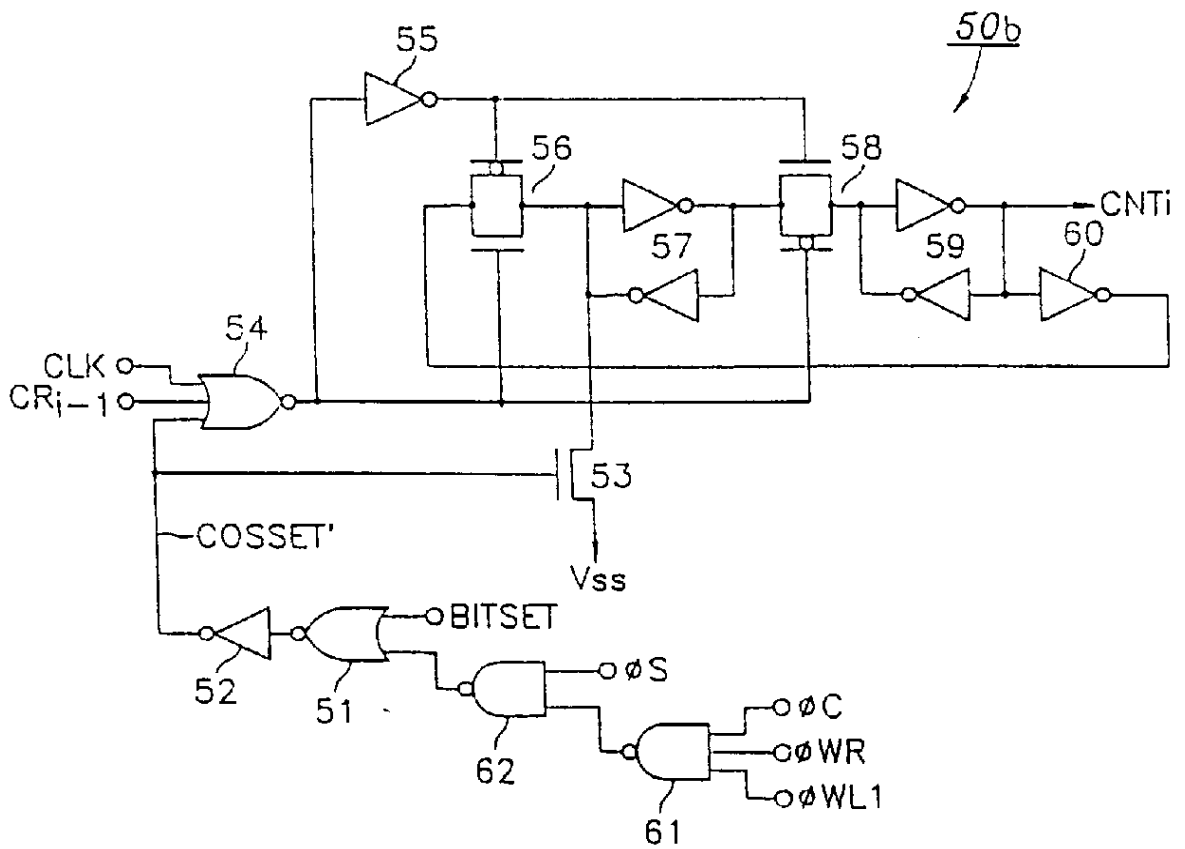 50b
55
56
58
CNTi
57
59
60
54
CLK
CRi-1
53
COSSET'
Vss
BITSET
52
51
øS
62
øC
øWR
øWL1
61